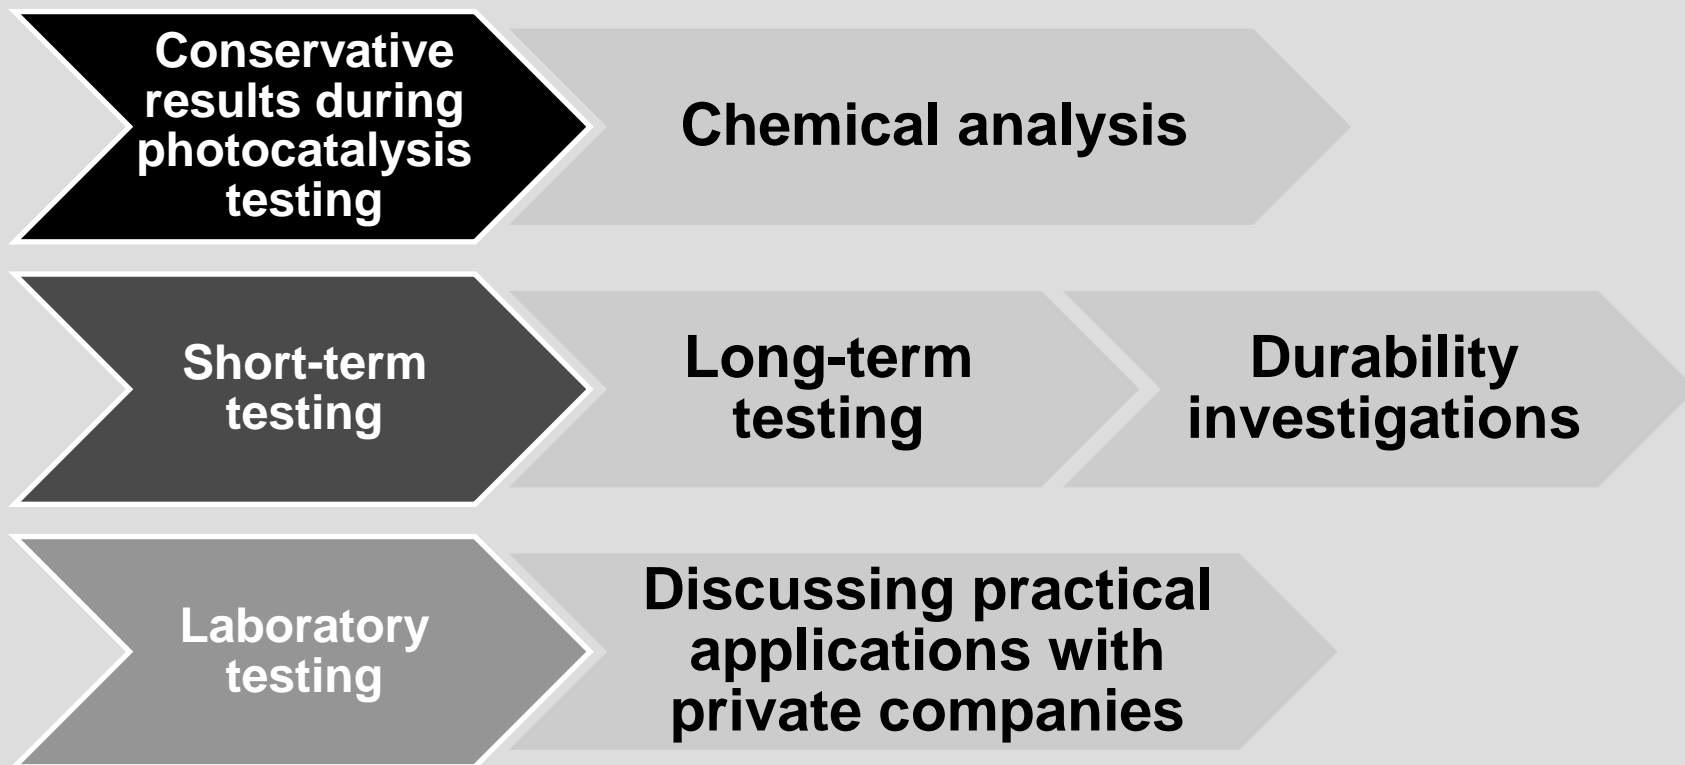 Conservative
results during
photocatalysis
testing
Chemical analysis
Short-term
testing
Long-term
testing
Durability
investigations
Laboratory
testing
Discussing practical
applications with
private companies